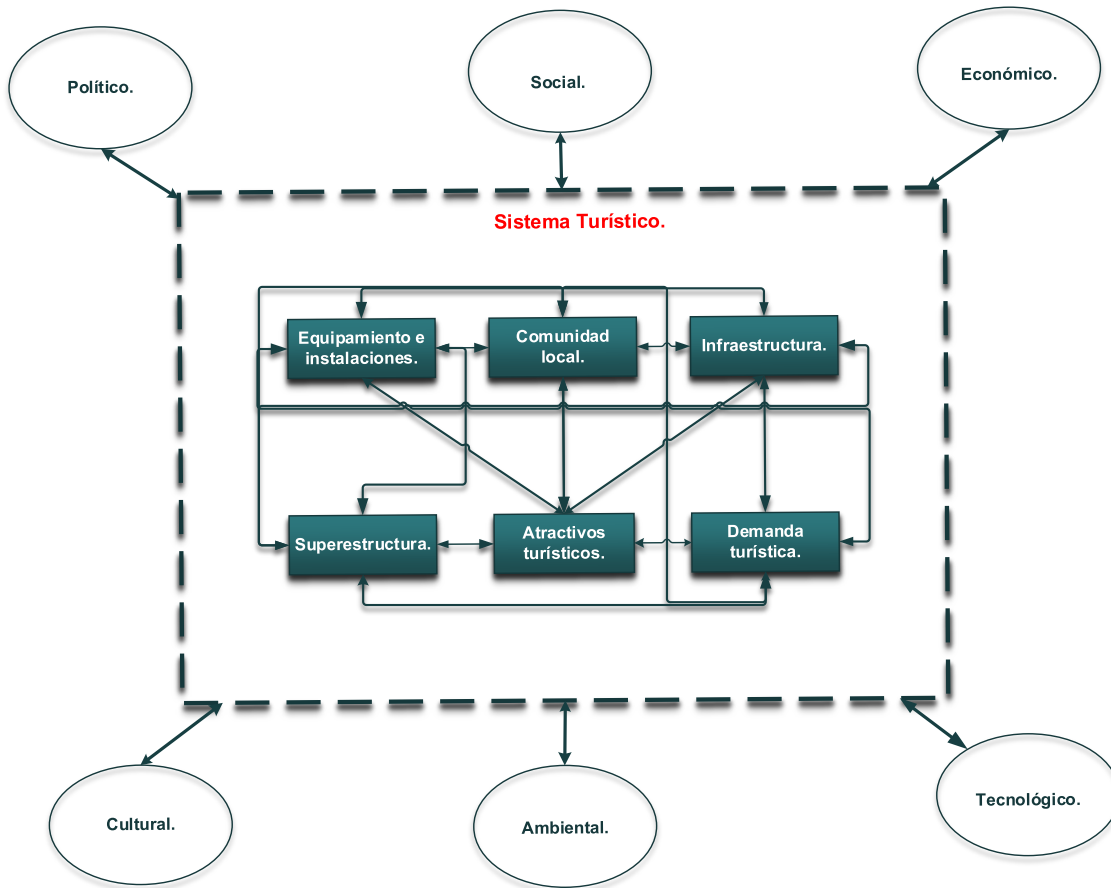 Político.
Social.
Económico.
Sistema Turístico.
Equipamiento e
instalaciones.
Comunidad
local.
Infraestructura.
Superestructura.
Atractivos
turísticos.
Demanda
turística.
Cultural.
Ambiental.
Tecnológico.